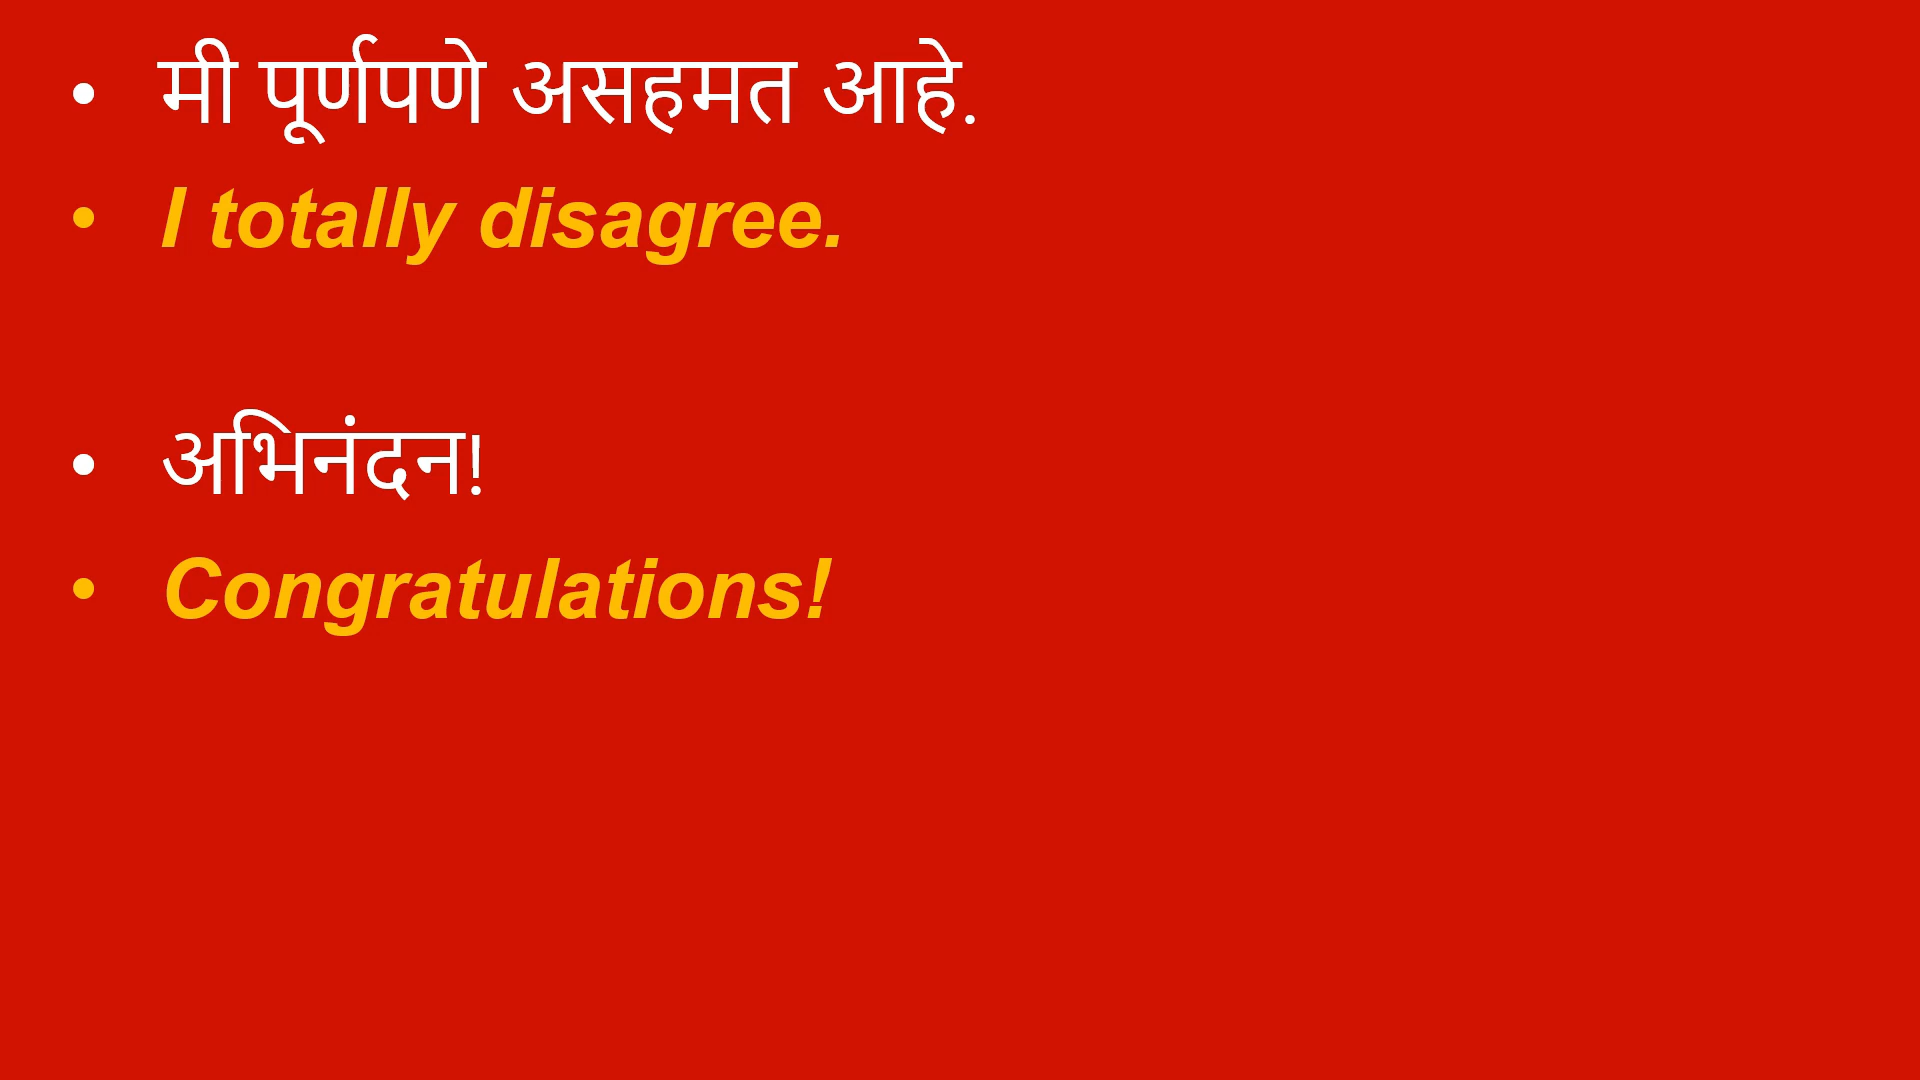 • मी पूर्णपणे असहमत आहे.
• I totally disagree.
• अभिनंदन!
• Congratulations!